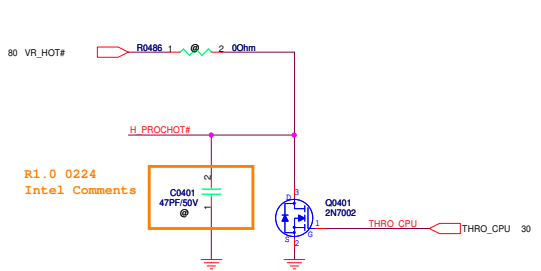 80 VR_HOT#
R0486 1 @ 2 0Ohm
H_PROCHOT#
R1.0 0224
Intel Comments
2
C0401
47PF/50V
1
@
3
D
Q0401
2N7002
THRO_CPU
1
G
S
2
THRO_CPU 30